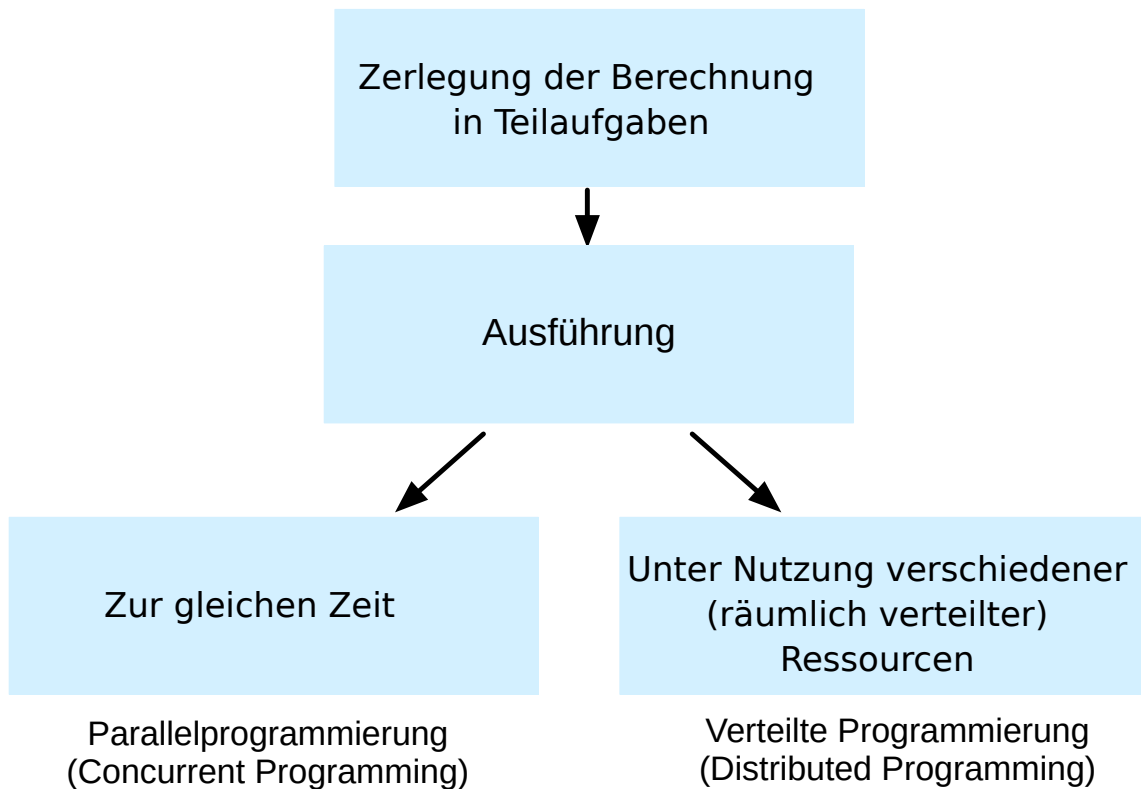 Zerlegung der Berechnung
in Teilaufgaben
Ausführung
Zur gleichen Zeit
Parallelprogrammierung
(Concurrent Programming)
Unter Nutzung verschiedener
(räumlich verteilter)
Ressourcen
Verteilte Programmierung
(Distributed Programming)